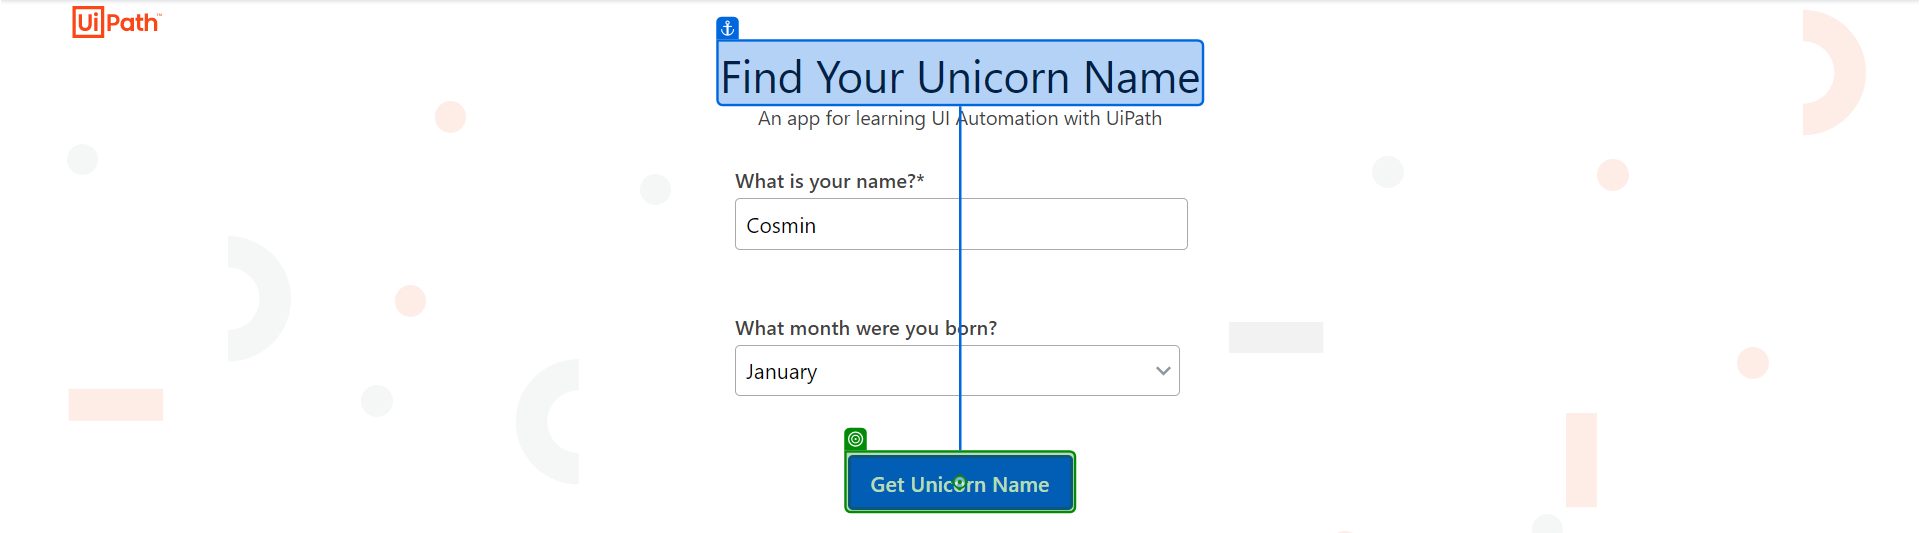 UiPath™
Find Your Unicorn Name
An app for learning UI Automation with UiPath
What is your name?*
Cosmin
What month were you born?
January
Get Unicorn Name